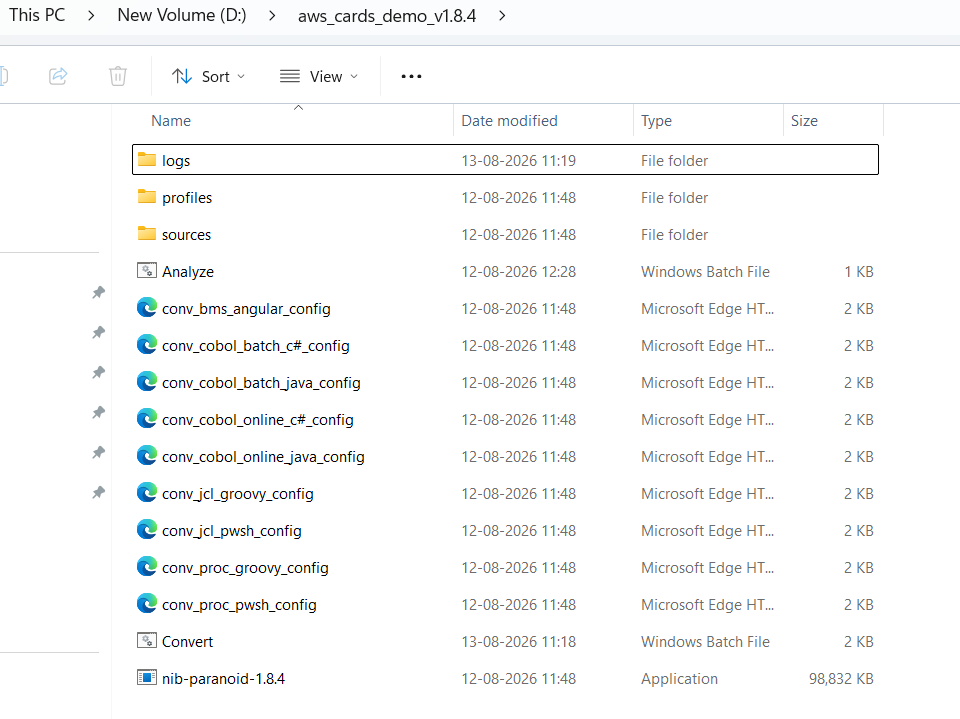 This PC > New Volume (D:) > aws_cards_demo_v1.8.4 >
Sort View ...
Name Date modified Type Size
logs 13-08-2026 11:19 File folder
profiles 12-08-2026 11:48 File folder
sources 12-08-2026 11:48 File folder
Analyze 12-08-2026 12:28 Windows Batch File 1 KB
conv_bms_angular_config 12-08-2026 11:48 Microsoft Edge HT... 2 KB
conv_cobol_batch_c#_config 12-08-2026 11:48 Microsoft Edge HT... 2 KB
conv_cobol_batch_java_config 12-08-2026 11:48 Microsoft Edge HT... 2 KB
conv_cobol_online_c#_config 12-08-2026 11:48 Microsoft Edge HT... 2 KB
conv_cobol_online_java_config 12-08-2026 11:48 Microsoft Edge HT... 2 KB
conv_jcl_groovy_config 12-08-2026 11:48 Microsoft Edge HT... 2 KB
conv_jcl_pwsh_config 12-08-2026 11:48 Microsoft Edge HT... 2 KB
conv_proc_groovy_config 12-08-2026 11:48 Microsoft Edge HT... 2 KB
conv_proc_pwsh_config 12-08-2026 11:48 Microsoft Edge HT... 2 KB
Convert 13-08-2026 11:18 Windows Batch File 2 KB
nib-paranoid-1.8.4 12-08-2026 11:48 Application 98,832 KB